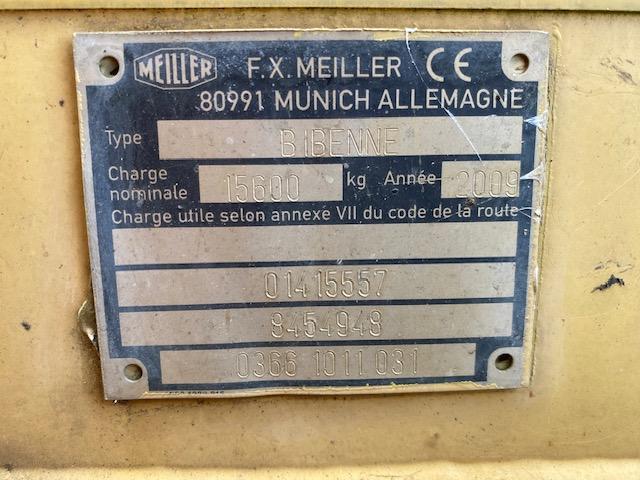 MEILLER F.X. MEILLER CE
80991 MUNICH ALLEMAGNE
Type BIBENNE
Charge nominale 15600 kg Année 2009
Charge utile selon annexe VII du code de la route
01415557
8454948
0366 1011 031